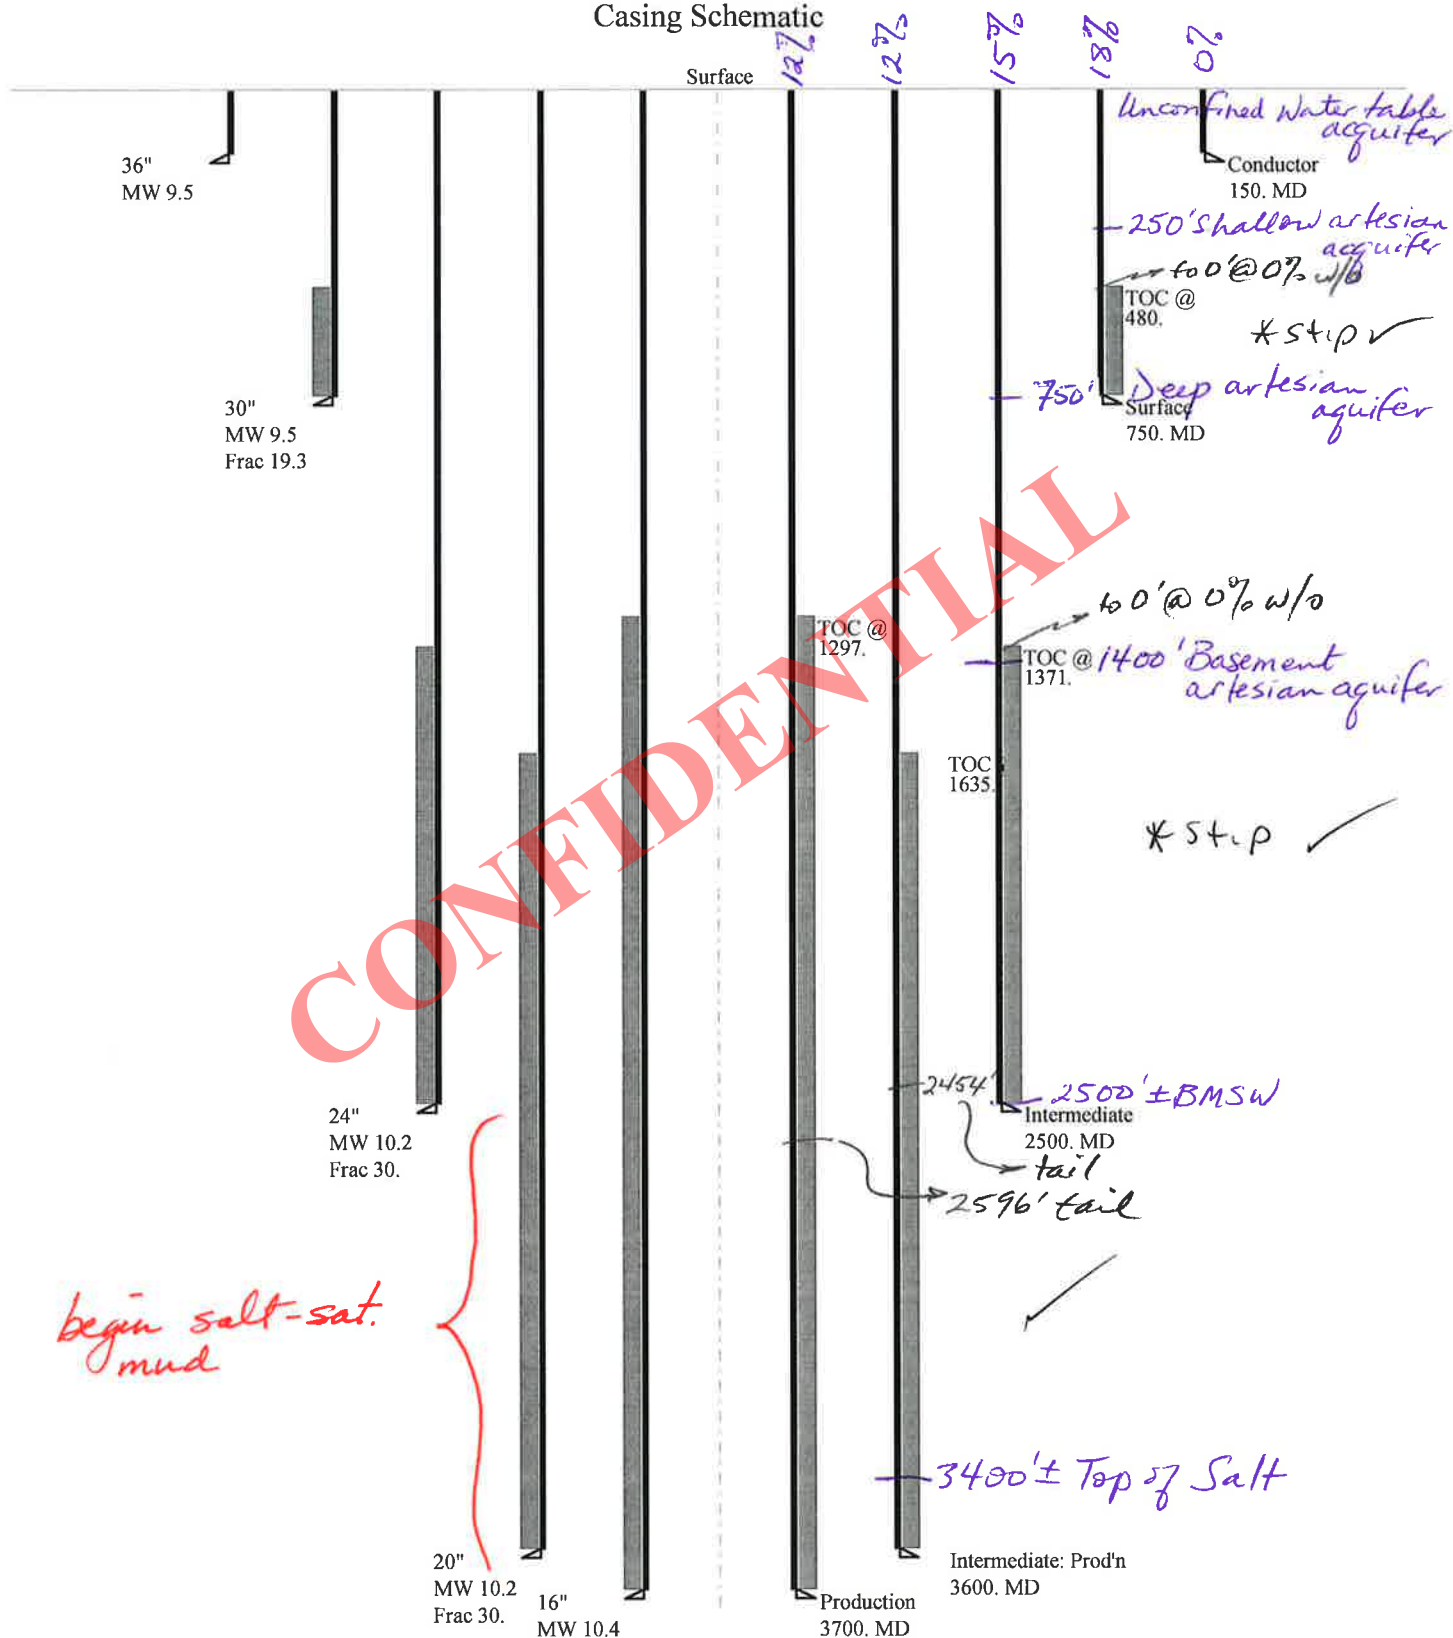 Casing Schematic
12%
12%
15%
18%
0%
Surface
Unconfined Water table
acquifer
36"
MW 9.5
Conductor
150. MD
250' Shallow artesian
acquifer
to 0' @ 0% w/o
TOC @
480.
*stip
750' Deep artesian
aquifer
30"
MW 9.5
Frac 19.3
Surface
750. MD
CONFIDENTIAL
to 0' @ 0% w/o
TOC @
1297.
TOC @
1371.
1400' Basement
artesian aquifer
TOC
1635.
*stip
2454'
tail
2500' ± BMSW
24"
MW 10.2
Frac 30.
Intermediate
2500. MD
2596' tail
begin salt-sat.
mud
3400' ± Top of Salt
20"
MW 10.2
Frac 30.
Intermediate: Prod'n
3600. MD
16"
MW 10.4
Production
3700. MD